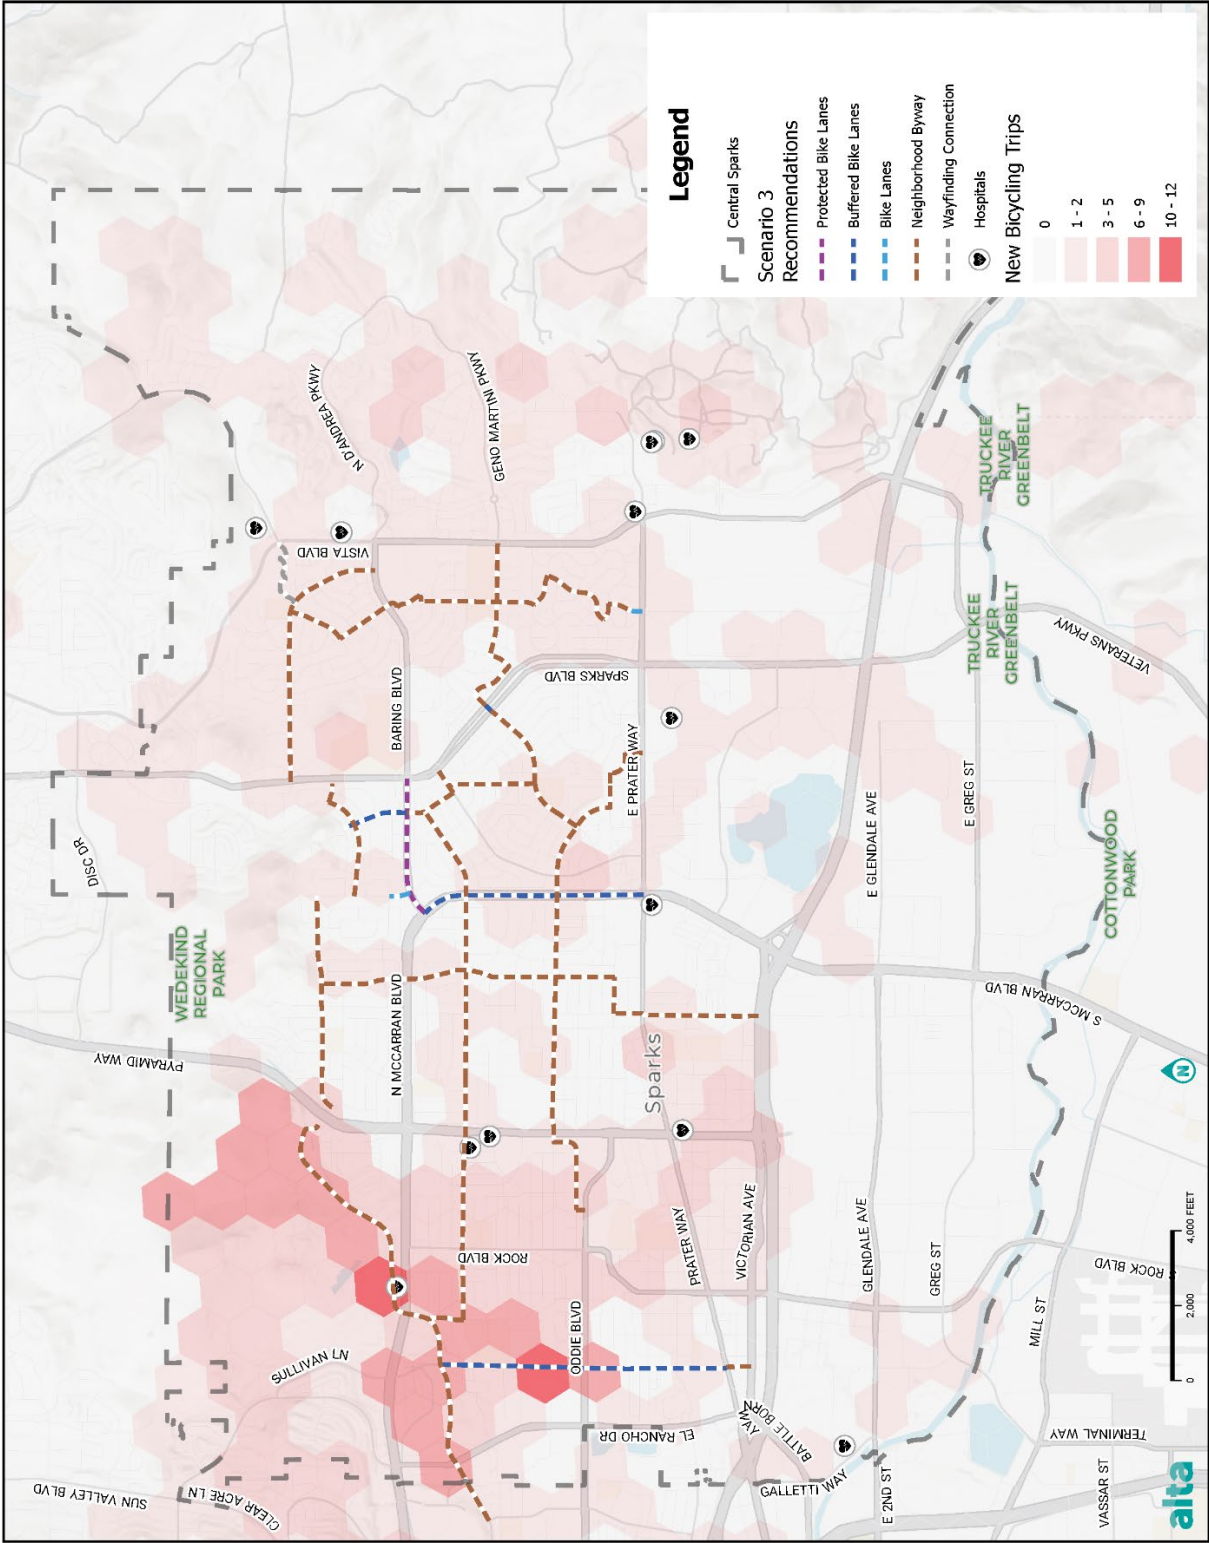 Legend
Central Sparks
Scenario 3
Recommendations
Protected Bike Lanes
Buffered Bike Lanes
Bike Lanes
Neighborhood Byway
Wayfinding Connection
Hospitals
New Bicycling Trips
0
1 - 2
3 - 5
6 - 9
10 - 12
SUN VALLEY BLVD
CLEAR ACRE LN
SULLIVAN LN
PYRAMID WAY
WEDEKIND
REGIONAL
PARK
DISC DR
N MCCARRAN BLVD
BARING BLVD
VISTA BLVD
N D'ANDREA PKWY
GENO MARTINI PKWY
ROCK BLVD
ODDIE BLVD
SPARKS BLVD
EL RANCHO DR
PRATER WAY
Sparks
E PRATER WAY
VICTORIAN AVE
BATTLE BORN
WAY
GALLETTI WAY
E 2ND ST
GLENDALE AVE
E GLENDALE AVE
GREG ST
E GREG ST
S MCCARRAN BLVD
TRUCKEE
RIVER
GREENBELT
TRUCKEE
RIVER
GREENBELT
VETERANS PKWY
COTTONWOOD
PARK
MILL ST
ROCK BLVD
TERMINAL WAY
VASSAR ST
alta
0
2,000
4,000 FEET
N